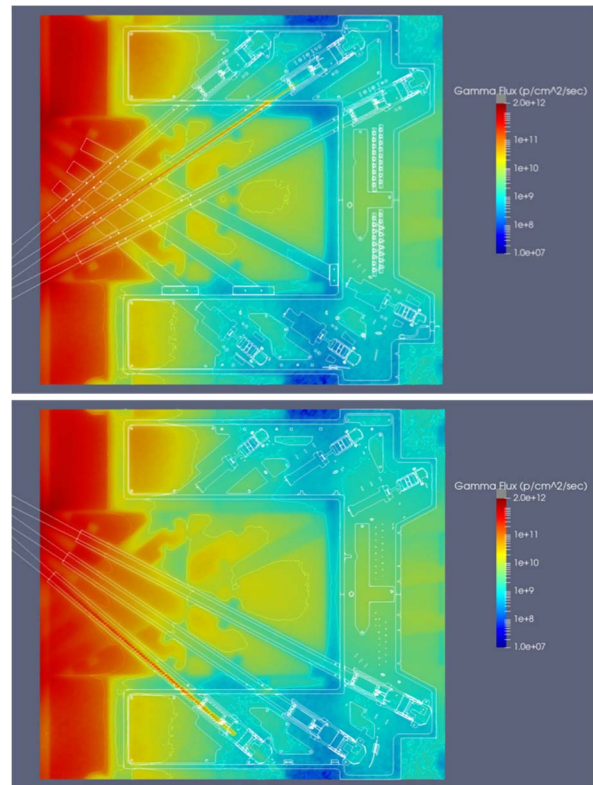 Gamma Flux (p/cm^2/sec)
2.0e+12
1e+11
1e+10
1e+9
1e+8
1.0e+07
Gamma Flux (p/cm^2/sec)
2.0e+12
1e+11
1e+10
1e+9
1e+8
1.0e+07